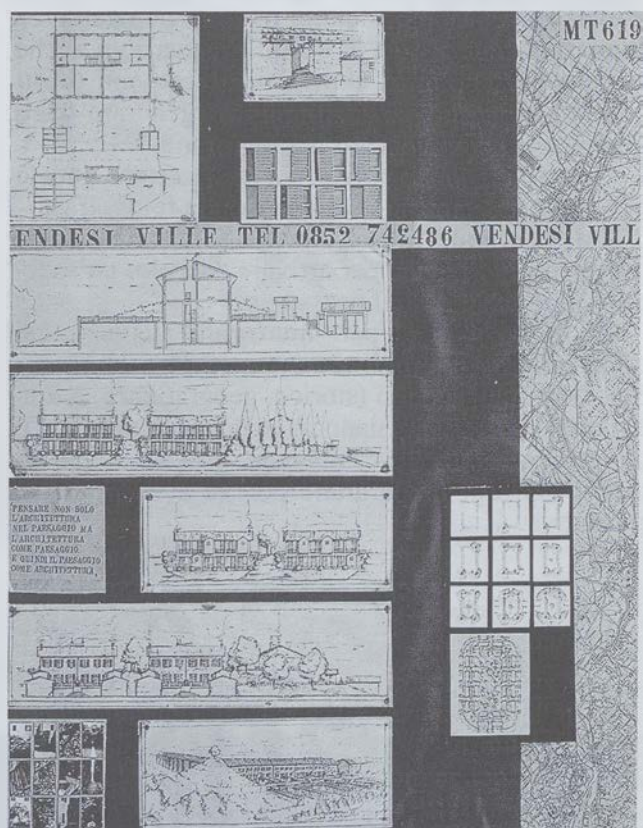 MT619
ENDESI VILLE TEL 0852 742486 VENDESI VILL
PENSARE NON SOLO
L'ARCHITETTURA
NEL PAESAGGIO MA
L'ARCHITETTURA
COME PAESAGGIO
E QUINDI IL PAESAGGIO
COME ARCHITETTURA.